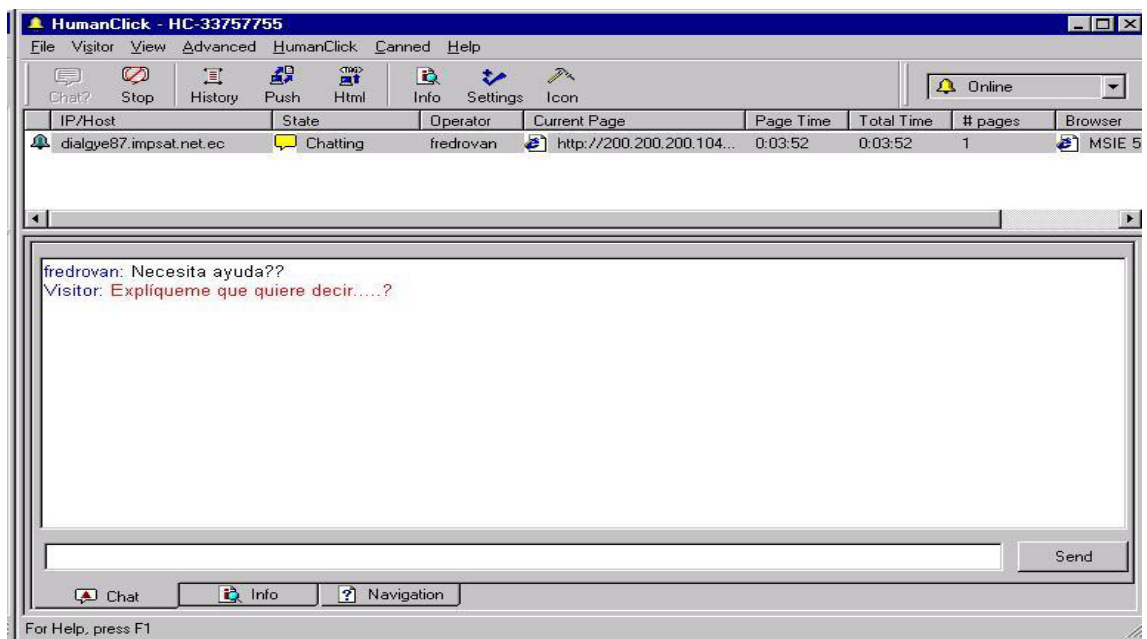 HumanClick - HC-33757755
File Visitor View Advanced HumanClick Canned Help
Chat? Stop History Push Html Info Settings Icon Online
IP/Host State Operator Current Page Page Time Total Time # pages Browser
dialgye87.impsat.net.ec Chatting fredrovan http://200.200.200.104... 0:03:52 0:03:52 1 MSIE 5
fredrovan: Necesita ayuda??
Visitor: Explíqueme que quiere decir.....?
Send
Chat Info Navigation
For Help, press F1